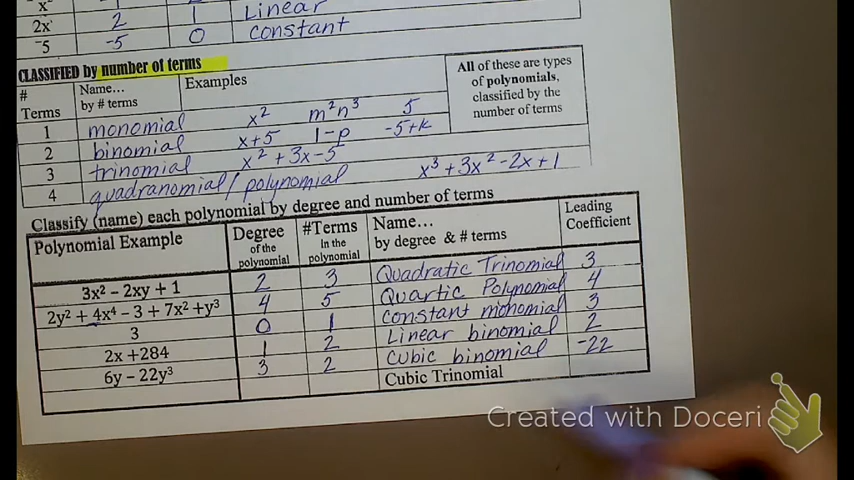 -x 1 Linear
2x 2 1
-5 -5 0 constant
CLASSIFIED by number of terms
# Terms Name... by # terms Examples
1 monomial x² m²n³ 5
2 binomial x+5 1-p -5+k
3 trinomial x² + 3x - 5
4 quadranomial / polynomial x³ + 3x² - 2x + 1
All of these are types
of polynomials,
classified by the
number of terms
Classify (name) each polynomial by degree and number of terms
Polynomial Example Degree of the polynomial #Terms in the polynomial Name... by degree & # terms Leading Coefficient
3x² – 2xy + 1 2 3 Quadratic Trinomial 3
2y² + 4x⁴ – 3 + 7x² +y³ 4 5 Quartic Polynomial 4
3 0 1 constant monomial 3
2x +284 1 2 Linear binomial 2
6y – 22y³ 3 2 Cubic binomial -22
Cubic Trinomial
Created with Doceri